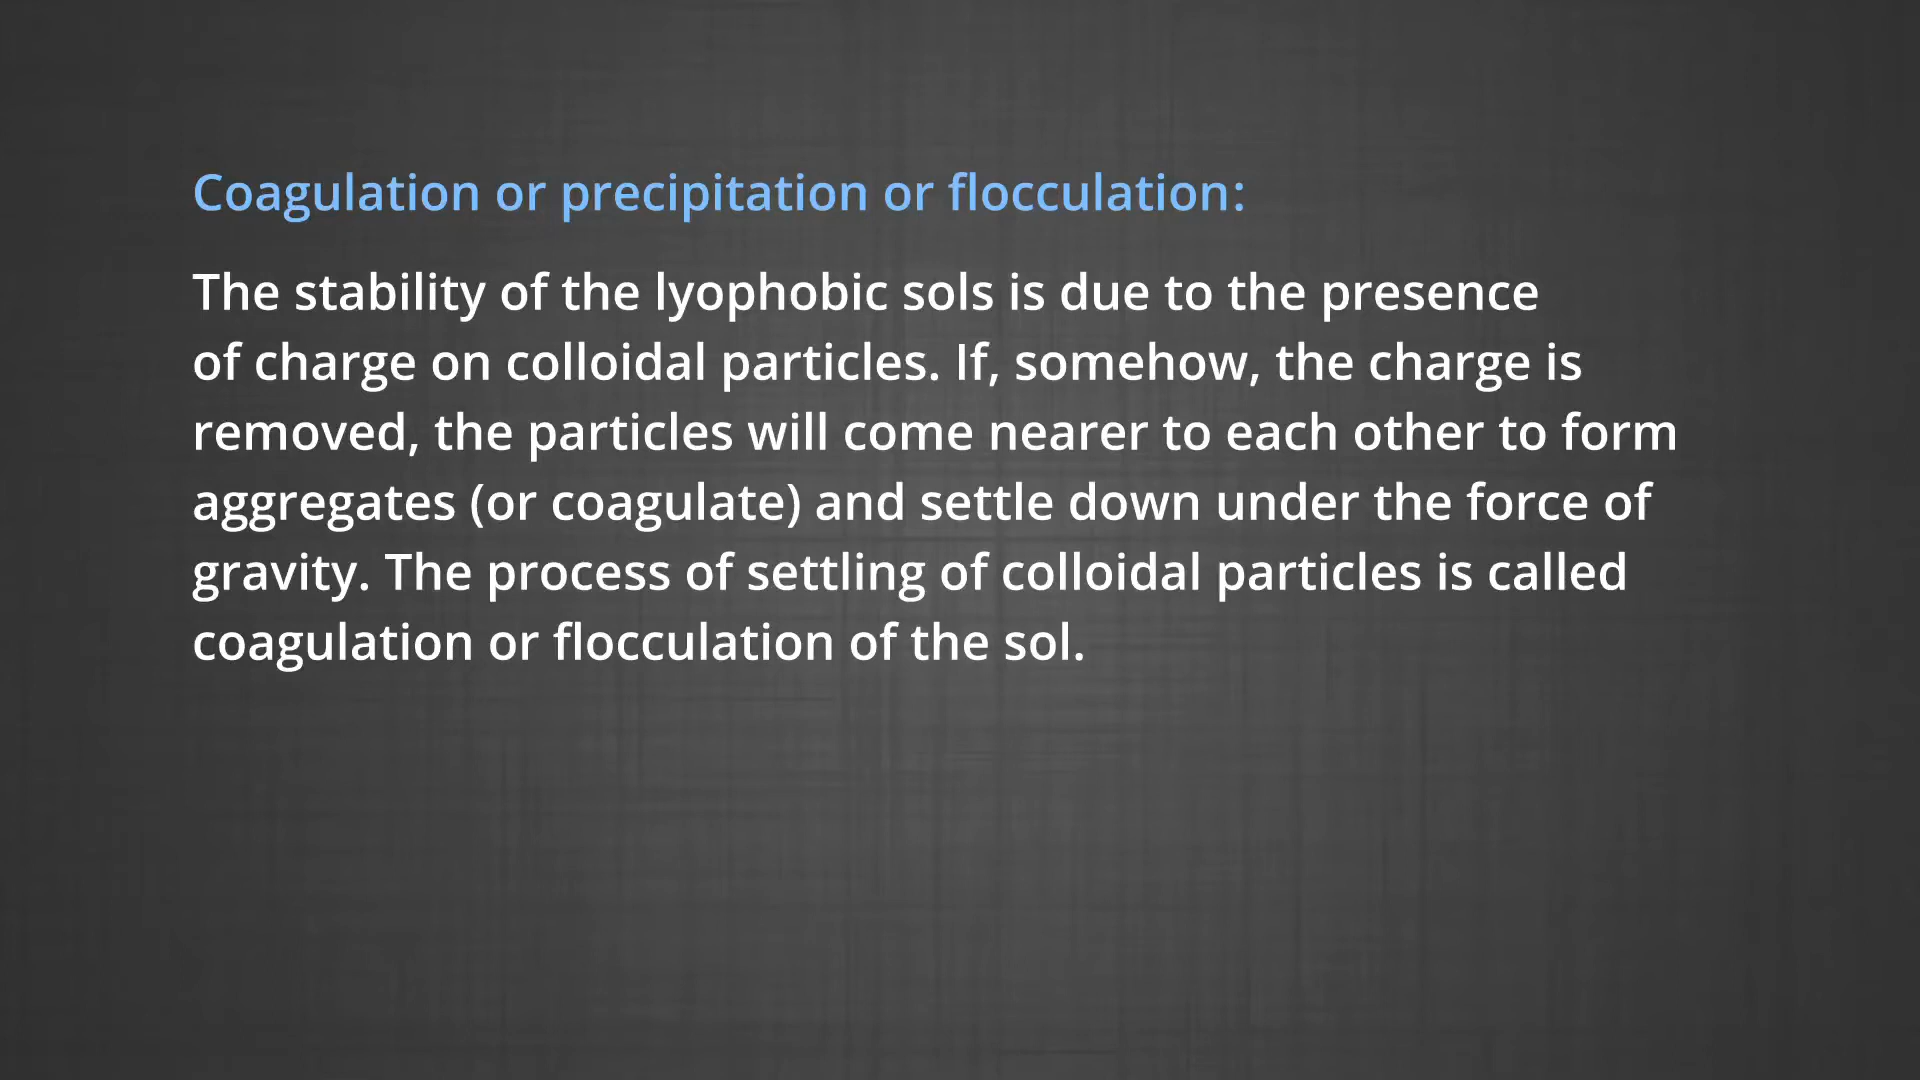 Coagulation or precipitation or flocculation:
The stability of the lyophobic sols is due to the presence
of charge on colloidal particles. If, somehow, the charge is
removed, the particles will come nearer to each other to form
aggregates (or coagulate) and settle down under the force of
gravity. The process of settling of colloidal particles is called
coagulation or flocculation of the sol.